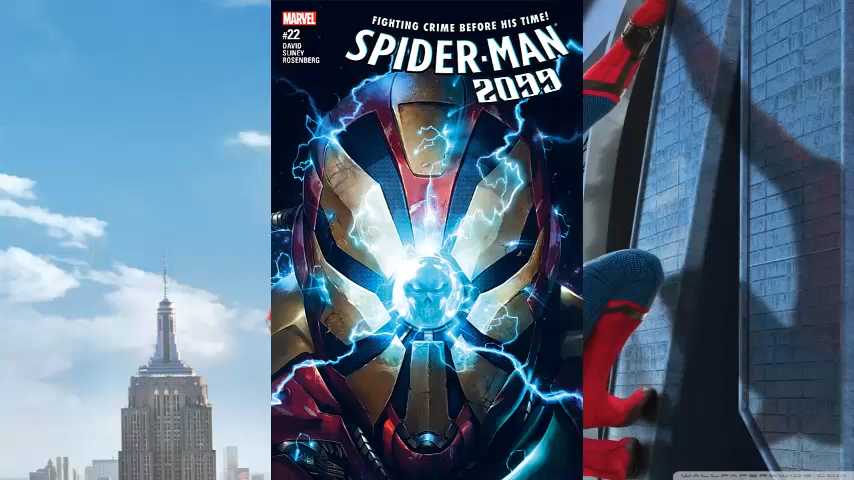 MARVEL
#22
DAVID
SLINEY
ROSENBERG
FIGHTING CRIME BEFORE HIS TIME!
SPIDER-MAN
2099